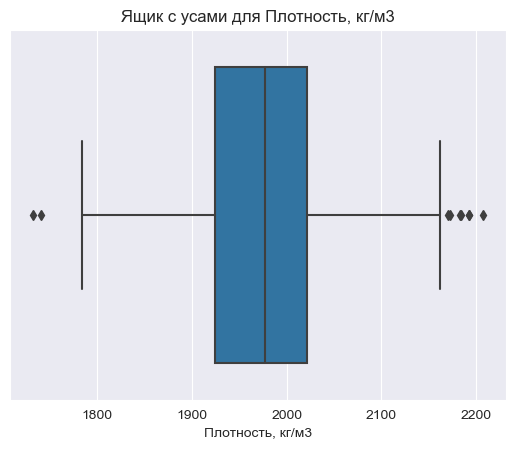 Ящик с усами для Плотность, кг/м3
1800 1900 2000 2100 2200
Плотность, кг/м3